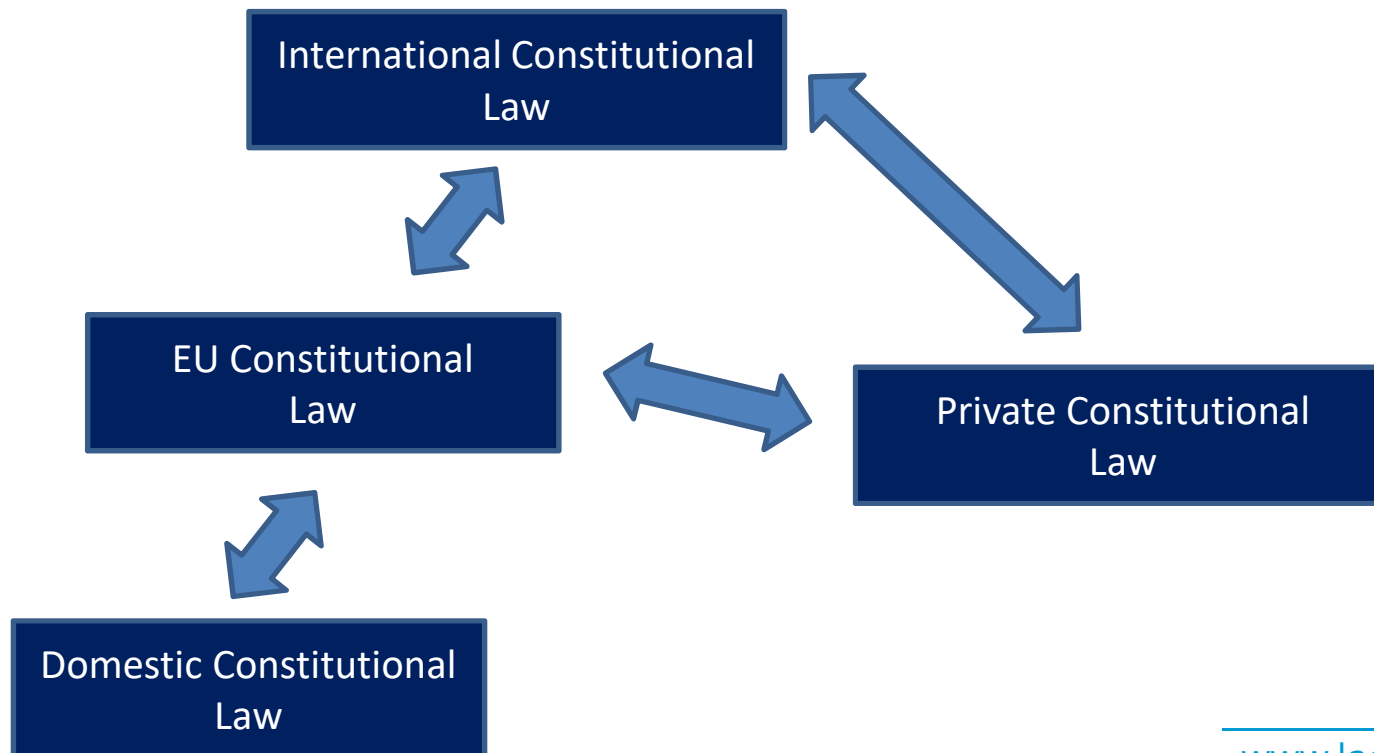 International Constitutional
Law
EU Constitutional
Law
Private Constitutional
Law
Domestic Constitutional
Law